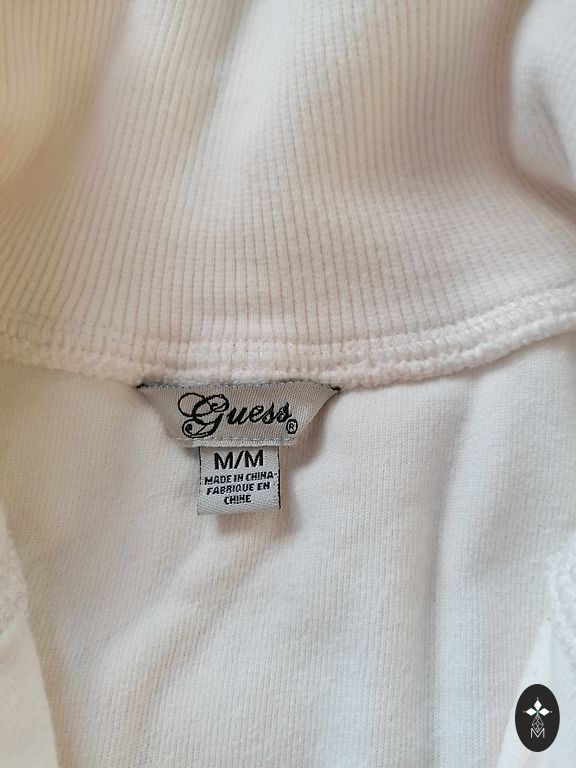 Guess®
M/M
MADE IN CHINA-
FABRIQUE EN
CHINE
M